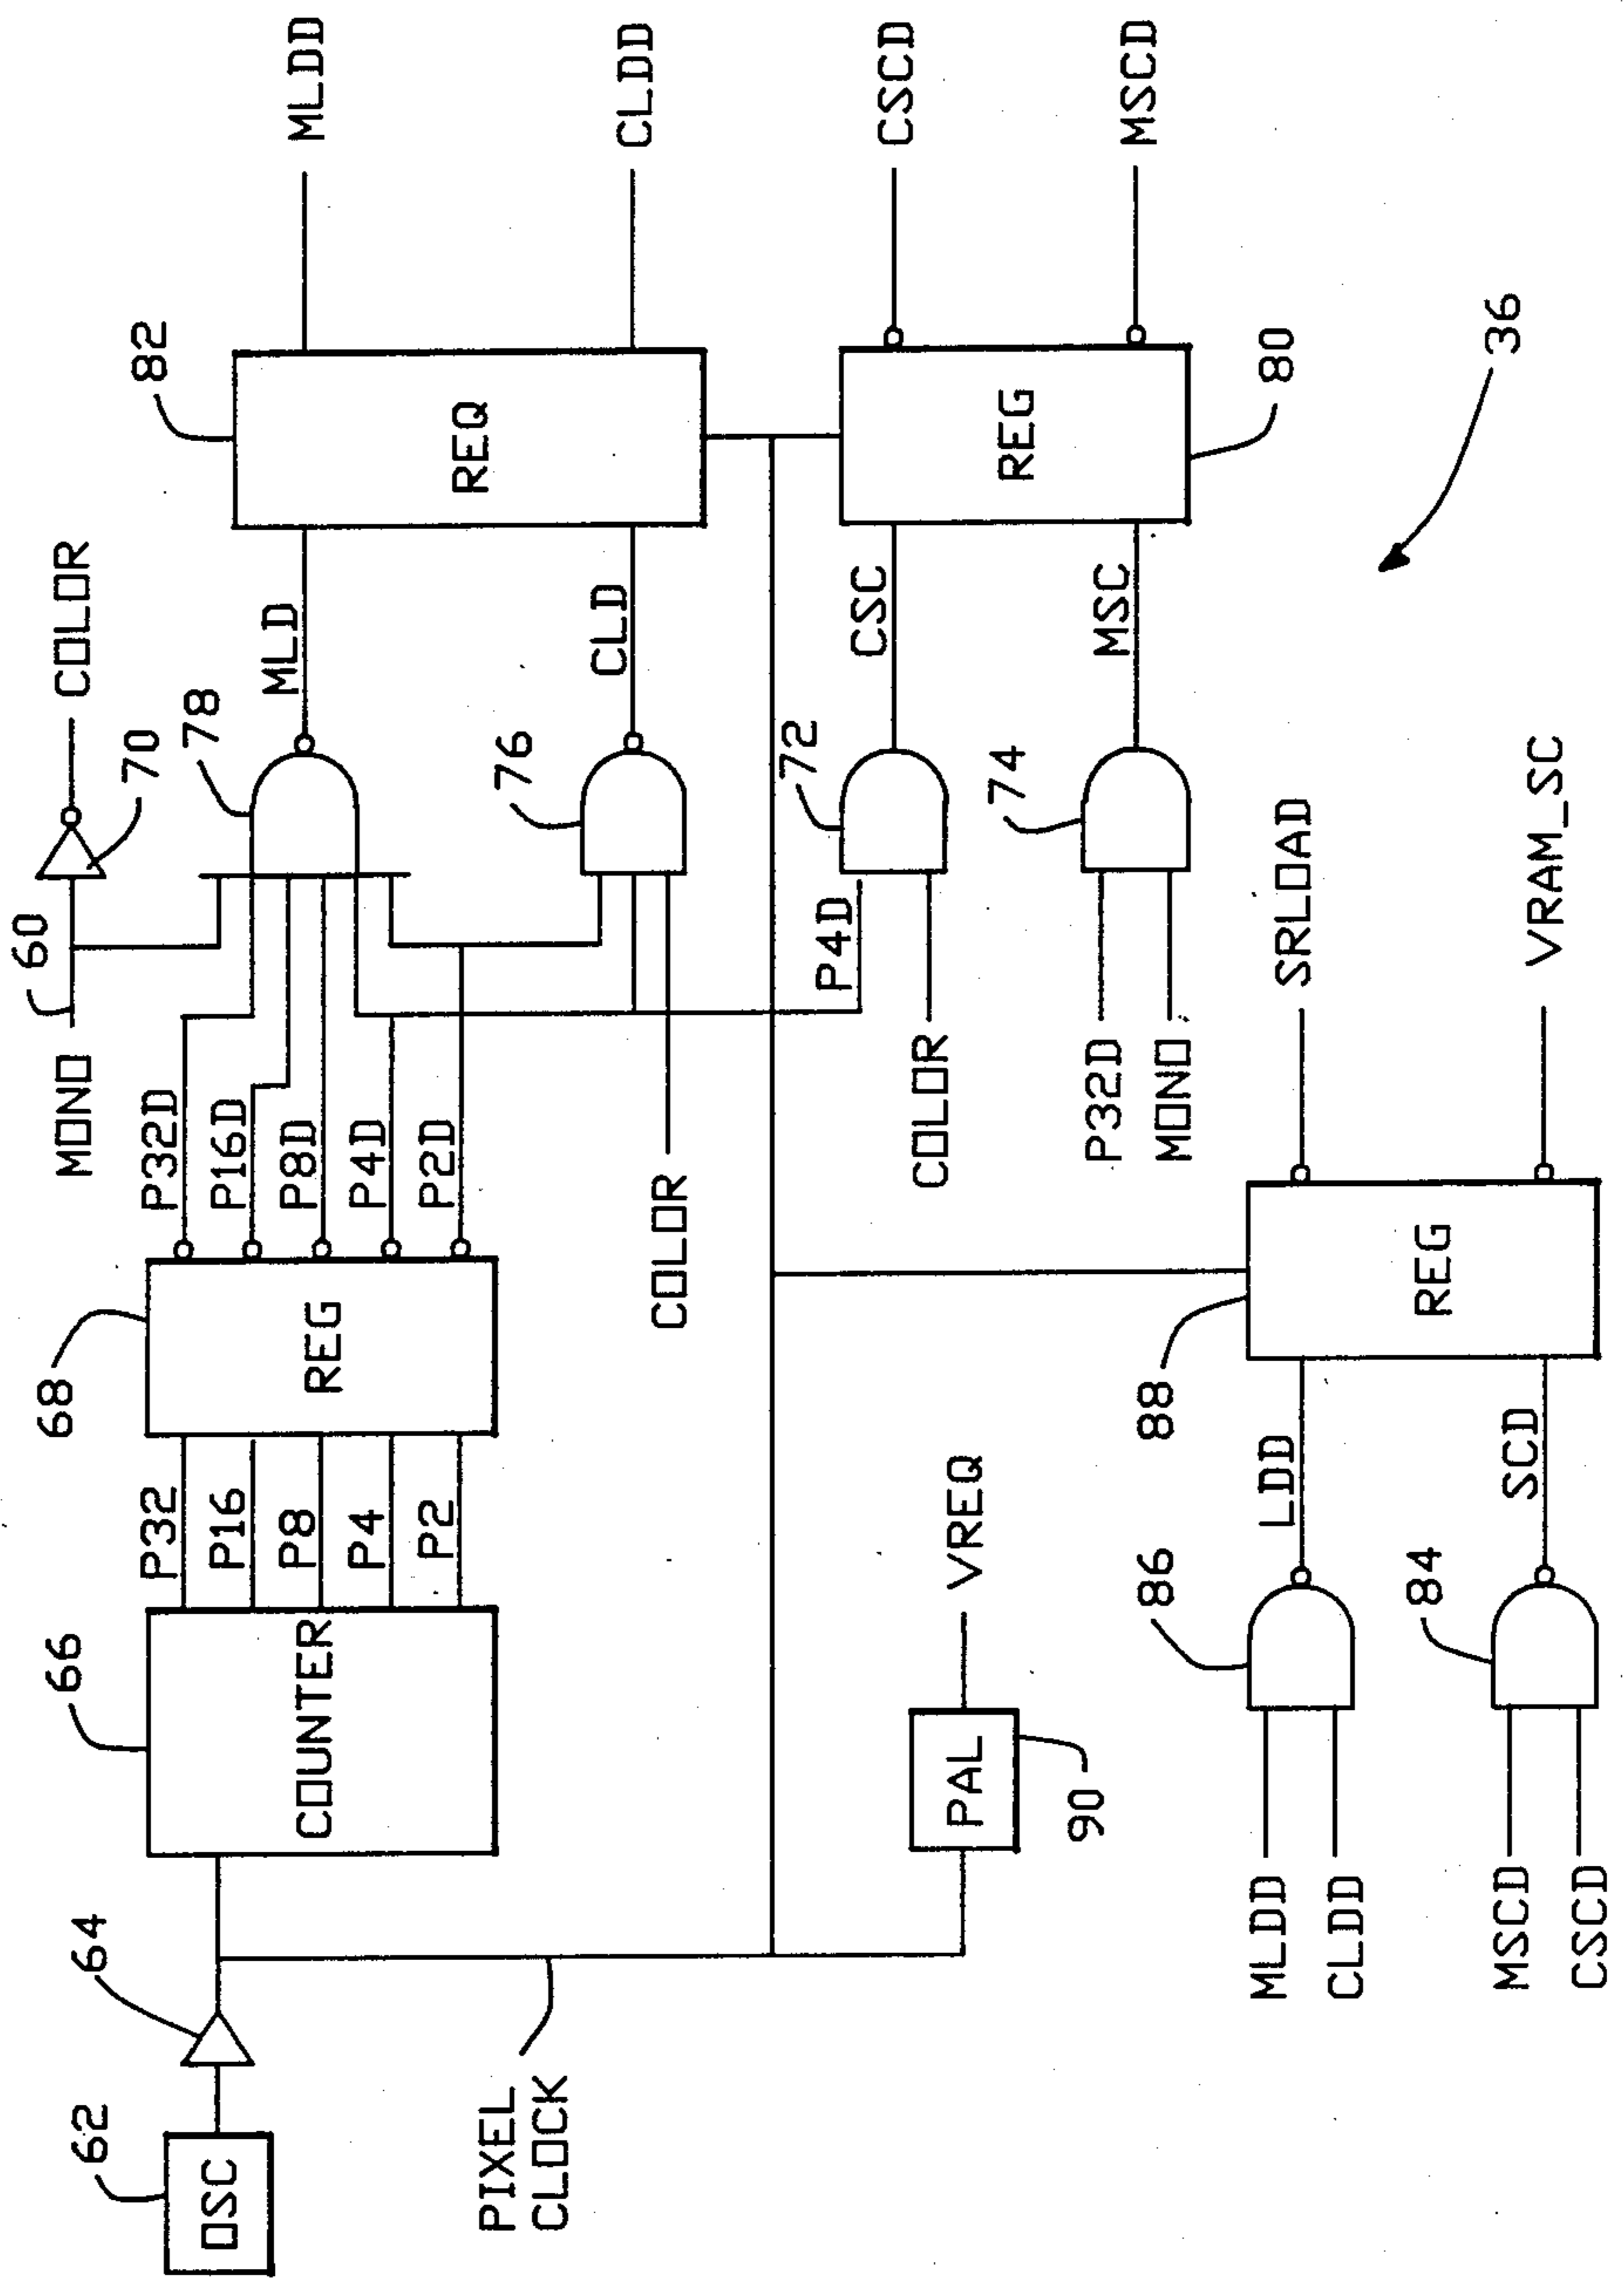 62
OSC
64
PIXEL
CLOCK
66
COUNTER
P32
P16
P8
P4
P2
68
REG
P32D
P16D
P8D
P4D
P2D
MONO
60
70
COLOR
78
MLD
76
CLD
COLOR
82
REQ
MLDD
CLDD
P4D
COLOR
72
CSC
P32D
MONO
74
MSC
REG
80
CSCD
MSCD
PAL
90
VREQ
MLDD
CLDD
86
LDD
MSCD
CSCD
84
SCD
88
REG
SRLOAD
VRAM_SC
36